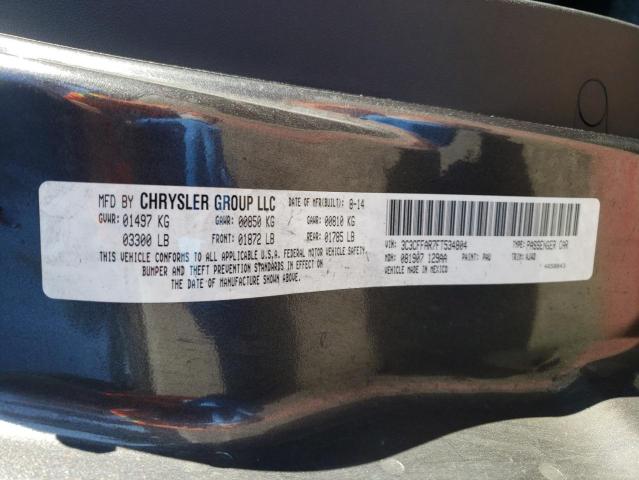 MFD BY CHRYSLER GROUP LLC DATE OF MFR(BUILT): 8-14
GVWR: 01497 KG GAWR: 00850 KG GAWR: 00810 KG
03300 LB FRONT: 01872 LB REAR: 01785 LB
THIS VEHICLE CONFORMS TO ALL APPLICABLE U.S.A. FEDERAL MOTOR VEHICLE SAFETY,
BUMPER AND THEFT PREVENTION STANDARDS IN EFFECT ON
THE DATE OF MANUFACTURE SHOWN ABOVE.
VIN: 3C3CFFAR7FT534804 TYPE: PASSENGER CAR
MDH: 081907 129AA PAINT: PAU TRIM: AJAD
VEHICLE MADE IN MEXICO